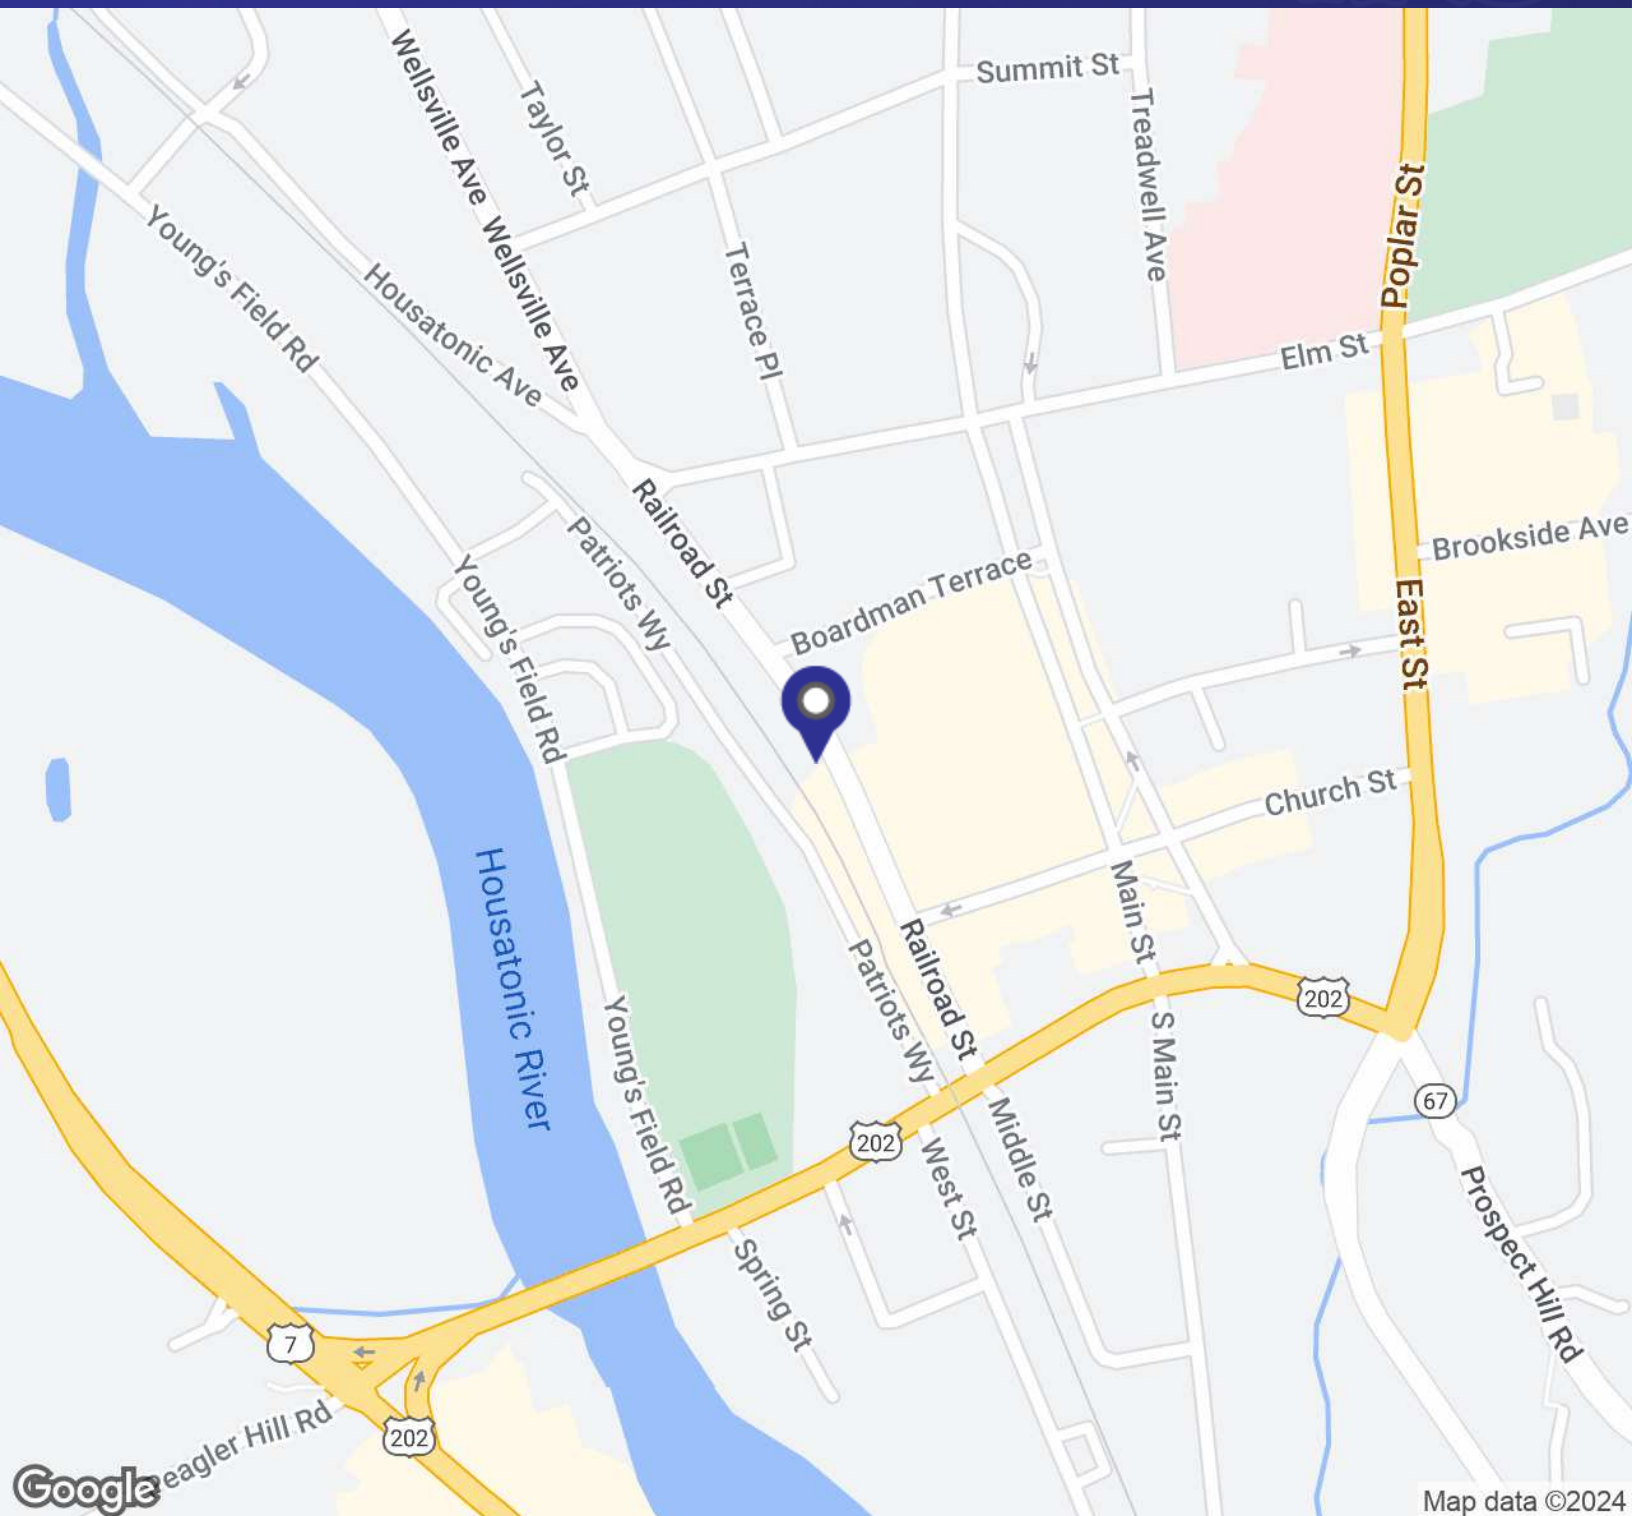 Summit St
Wellsville Ave
Taylor St
Treadwell Ave
Poplar St
Young's Field Rd
Wellsville Ave
Terrace Pl
Housatonic Ave
Elm St
Railroad St
Patriots Wy
Brookside Ave
Young's Field Rd
Boardman Terrace
East St
Church St
Housatonic River
Main St
Railroad St
Patriots Wy
202
Young's Field Rd
S Main St
67
202
Middle St
West St
Prospect Hill Rd
Spring St
7
202
Peagler Hill Rd
Google
Map data ©2024